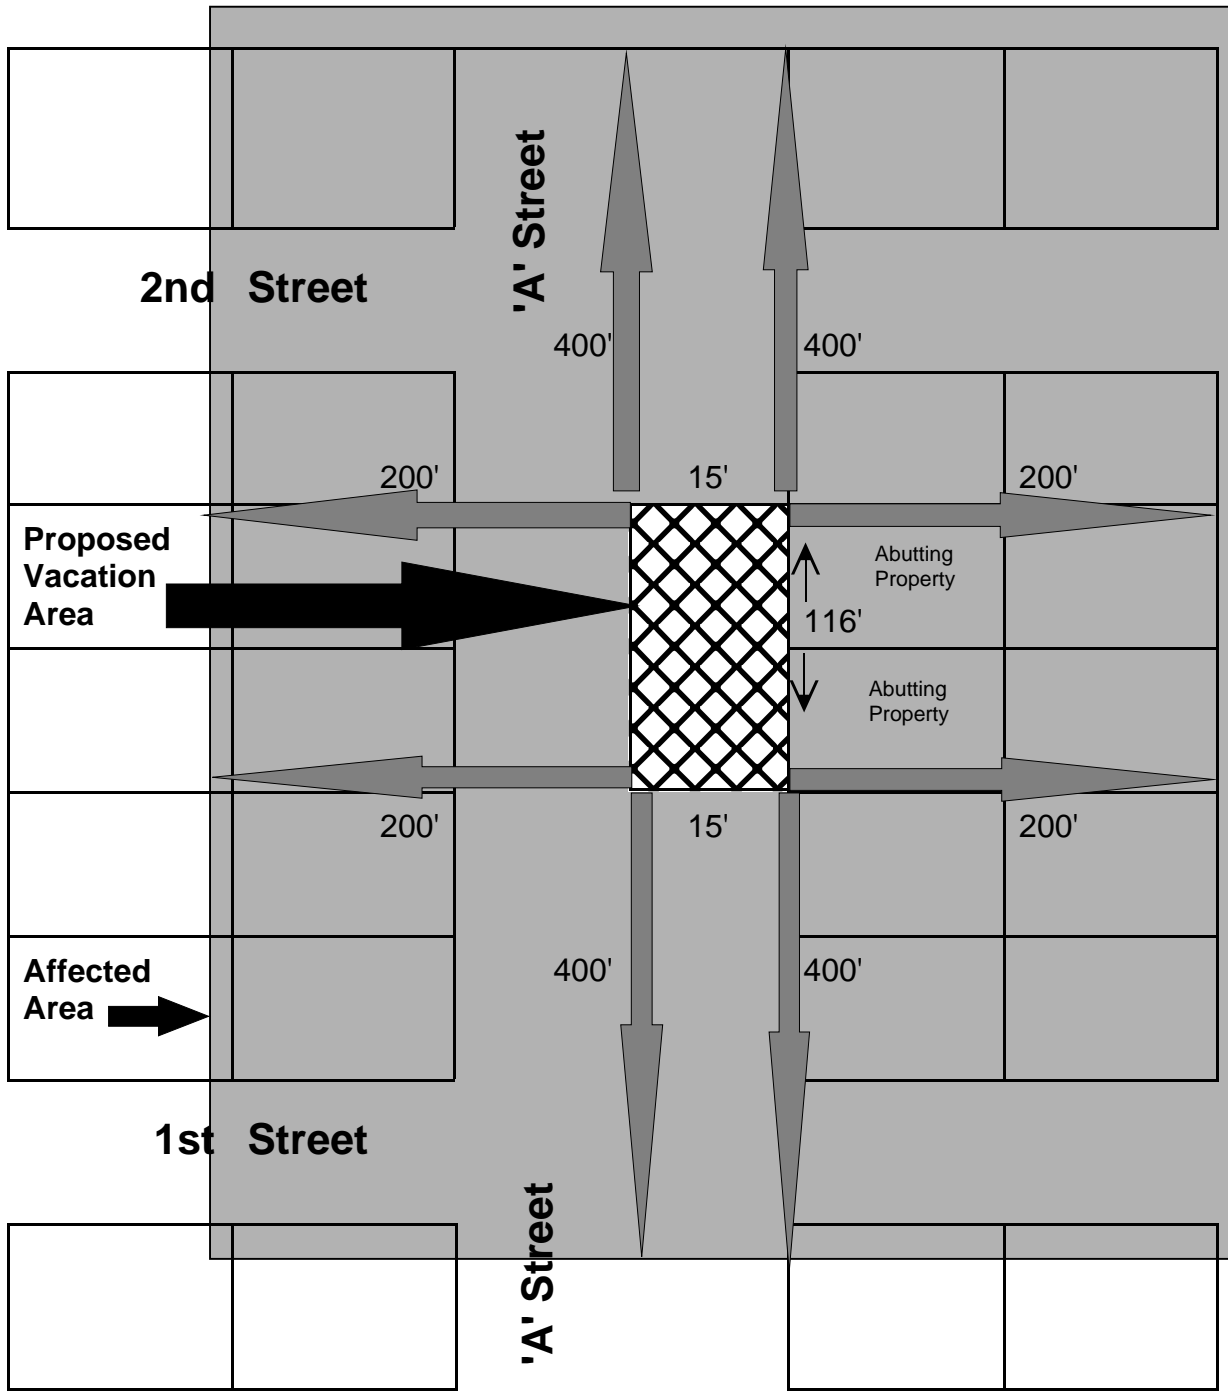 'A' Street
2nd Street
400'
400'
200'
15'
200'
Proposed
Vacation
Area
Abutting
Property
116'
Abutting
Property
200'
15'
200'
Affected
Area
400'
400'
1st Street
'A' Street